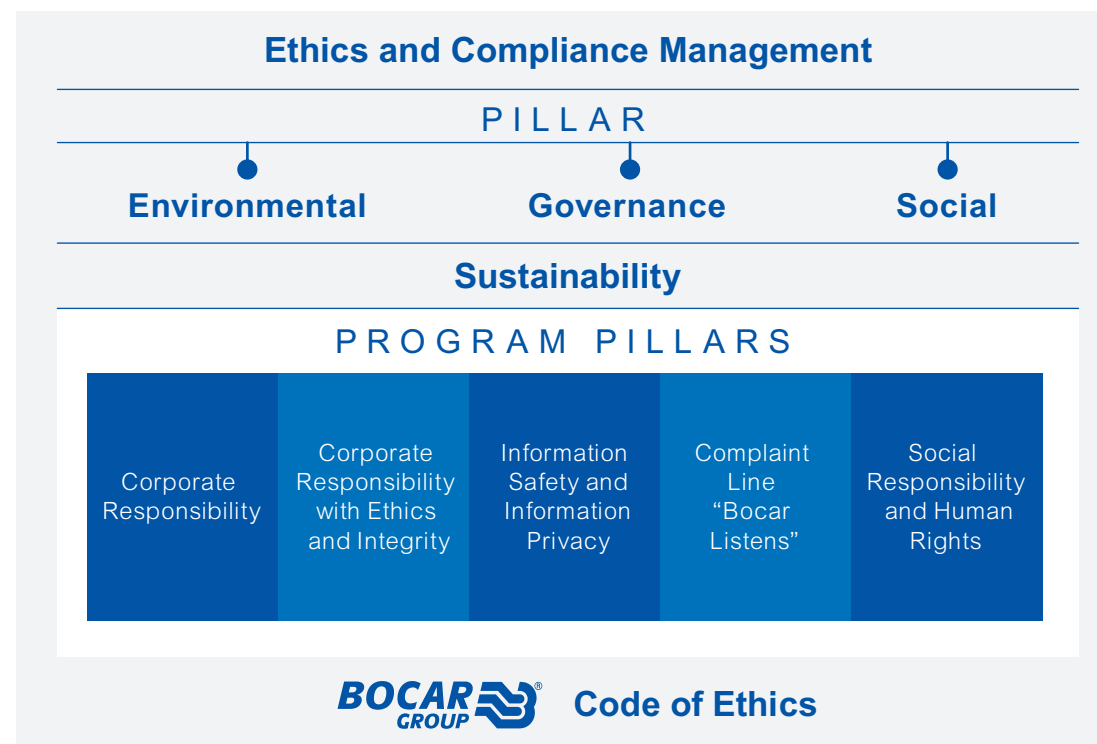 Ethics and Compliance Management
PILLAR
Environmental Governance Social
Sustainability
PROGRAM PILLARS
Corporate
Responsibility
Corporate
Responsibility
with Ethics
and Integrity
Information
Safety and
Information
Privacy
Complaint
Line
“Bocar
Listens”
Social
Responsibility
and Human
Rights
BOCAR
GROUP
®
Code of Ethics